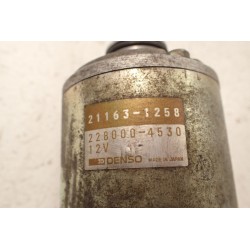 21163-1258
228000-4530
12V
DENSO MADE IN JAPAN